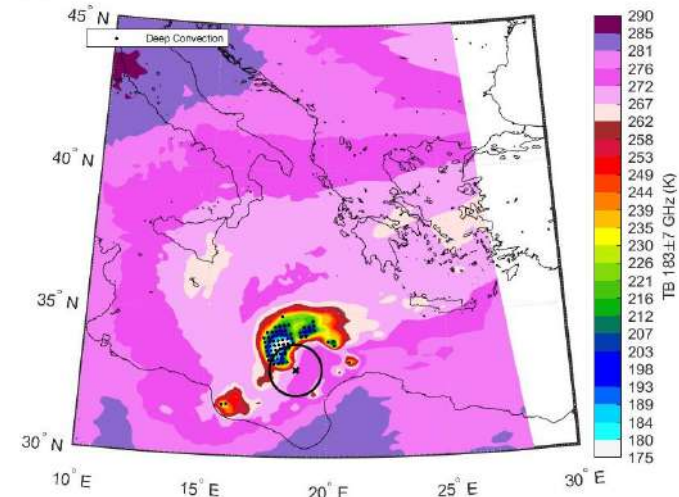 45° N
Deep Convection
40° N
35° N
30° N
10° E
15° E
20° E
25° E
30° E
290
285
281
276
272
267
262
258
253
249
244
239
235
230
226
221
216
212
207
203
198
193
189
184
180
175
TB 183±7 GHz (K)